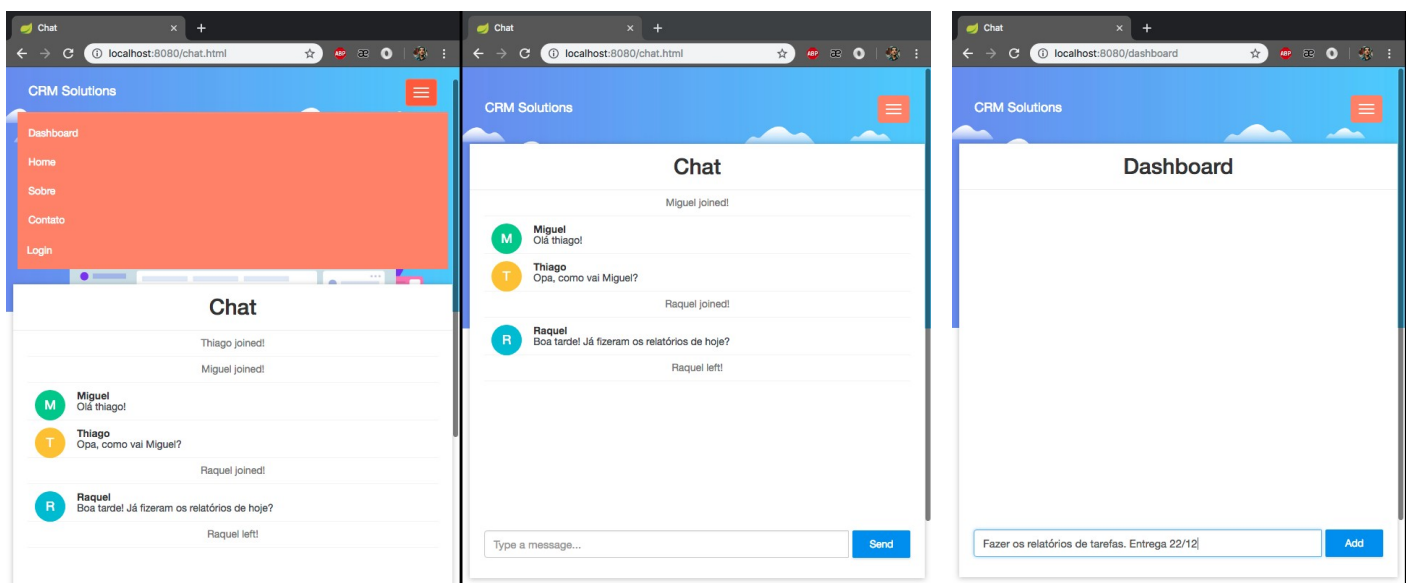 Chat
localhost:8080/chat.html
ABP
CRM Solutions
Dashboard
Home
Sobre
Contato
Login
Chat
Thiago joined!
Miguel joined!
M
Miguel
Olá thiago!
T
Thiago
Opa, como vai Miguel?
Raquel joined!
R
Raquel
Boa tarde! Já fizeram os relatórios de hoje?
Raquel left!
Chat
localhost:8080/chat.html
ABP
CRM Solutions
Chat
Miguel joined!
M
Miguel
Olá thiago!
T
Thiago
Opa, como vai Miguel?
Raquel joined!
R
Raquel
Boa tarde! Já fizeram os relatórios de hoje?
Raquel left!
Type a message...
Send
Chat
localhost:8080/dashboard
ABP
CRM Solutions
Dashboard
Fazer os relatórios de tarefas. Entrega 22/12
Add